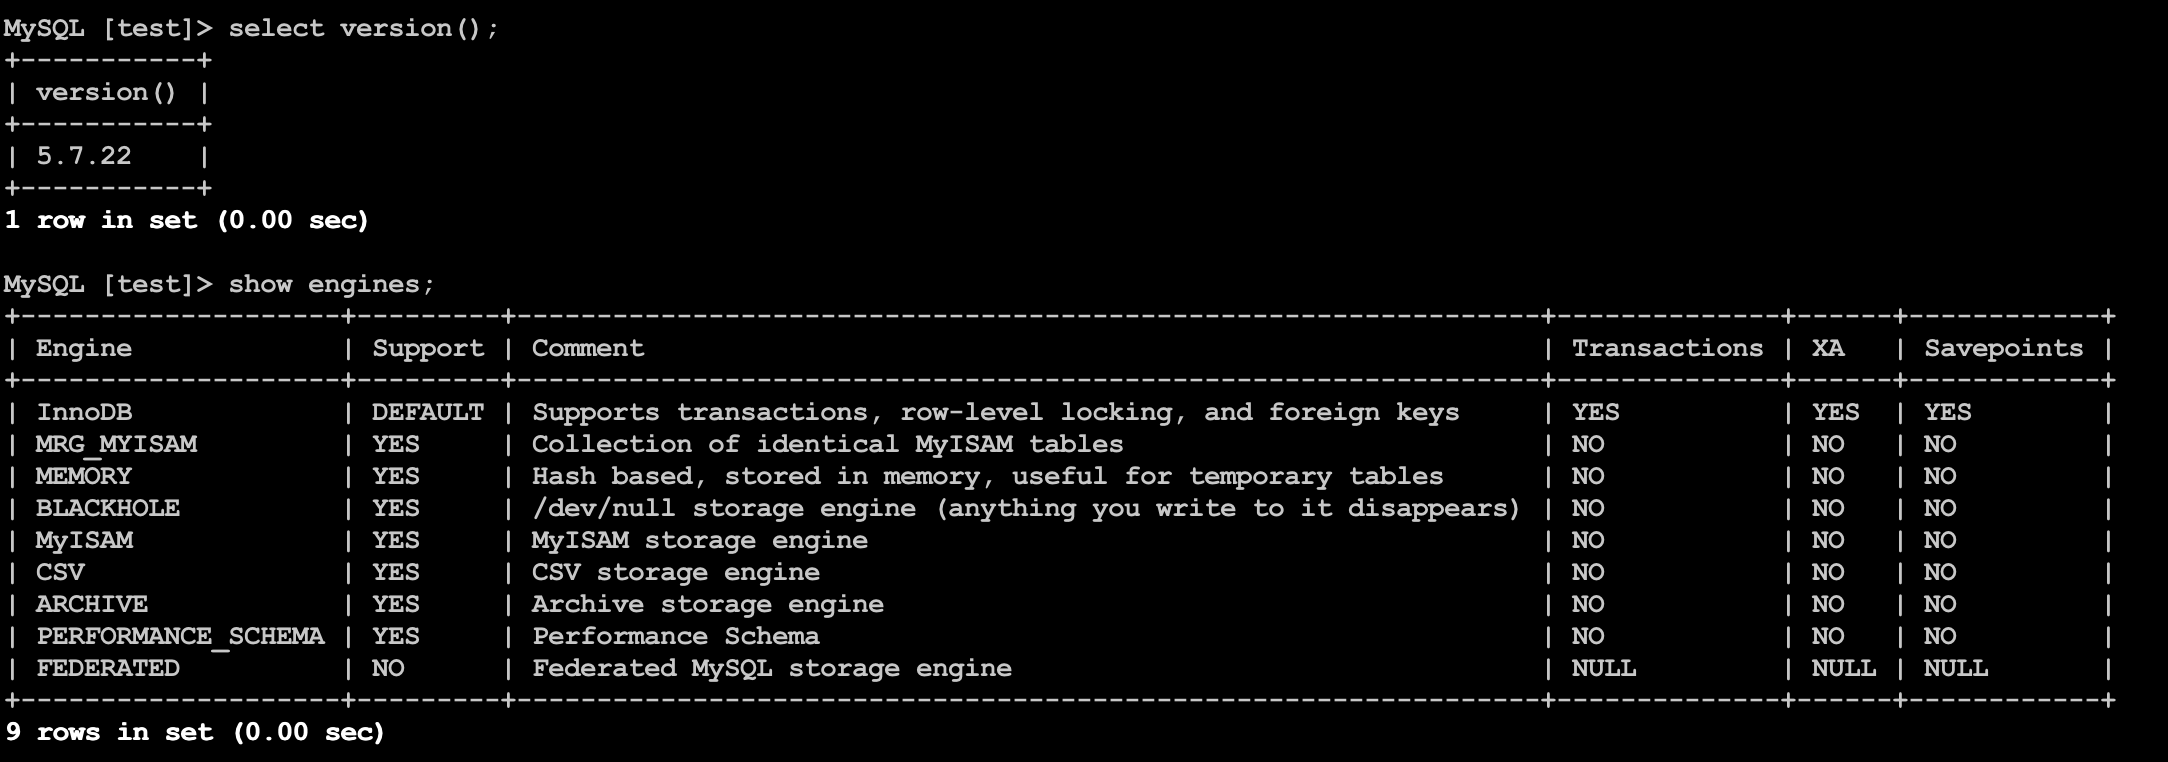 MySQL [test]> select version();
+-----------+
| version() |
+-----------+
| 5.7.22    |
+-----------+
1 row in set (0.00 sec)

MySQL [test]> show engines;
+--------------------+---------+----------------------------------------------------------------+--------------+------+------------+
| Engine             | Support | Comment                                                        | Transactions | XA   | Savepoints |
+--------------------+---------+----------------------------------------------------------------+--------------+------+------------+
| InnoDB             | DEFAULT | Supports transactions, row-level locking, and foreign keys     | YES          | YES  | YES        |
| MRG_MYISAM         | YES     | Collection of identical MyISAM tables                          | NO           | NO   | NO         |
| MEMORY             | YES     | Hash based, stored in memory, useful for temporary tables      | NO           | NO   | NO         |
| BLACKHOLE          | YES     | /dev/null storage engine (anything you write to it disappears) | NO           | NO   | NO         |
| MyISAM             | YES     | MyISAM storage engine                                          | NO           | NO   | NO         |
| CSV                | YES     | CSV storage engine                                             | NO           | NO   | NO         |
| ARCHIVE            | YES     | Archive storage engine                                         | NO           | NO   | NO         |
| PERFORMANCE_SCHEMA | YES     | Performance Schema                                             | NO           | NO   | NO         |
| FEDERATED          | NO      | Federated MySQL storage engine                                 | NULL         | NULL | NULL       |
+--------------------+---------+----------------------------------------------------------------+--------------+------+------------+
9 rows in set (0.00 sec)